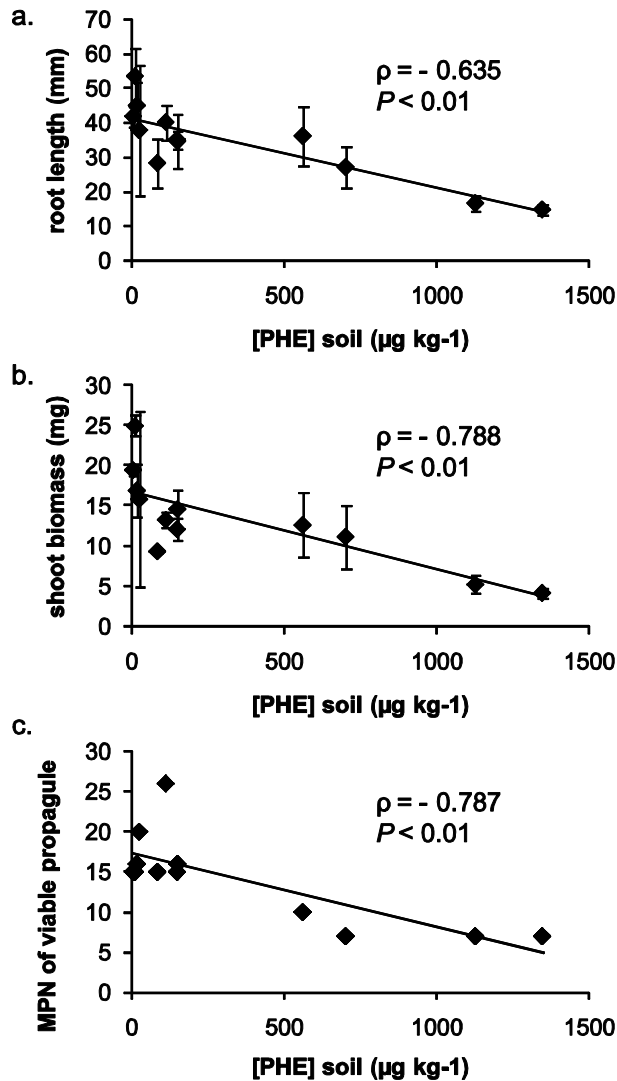 a.
70
60
50
40
30
20
10
0
root length (mm)
ρ = - 0.635
P < 0.01
0 500 1000 1500
[PHE] soil (µg kg-1)
b.
30
25
20
15
10
5
0
shoot biomass (mg)
ρ = - 0.788
P < 0.01
0 500 1000 1500
[PHE] soil (µg kg-1)
c.
30
25
20
15
10
5
0
MPN of viable propagule
ρ = - 0.787
P < 0.01
0 500 1000 1500
[PHE] soil (µg kg-1)